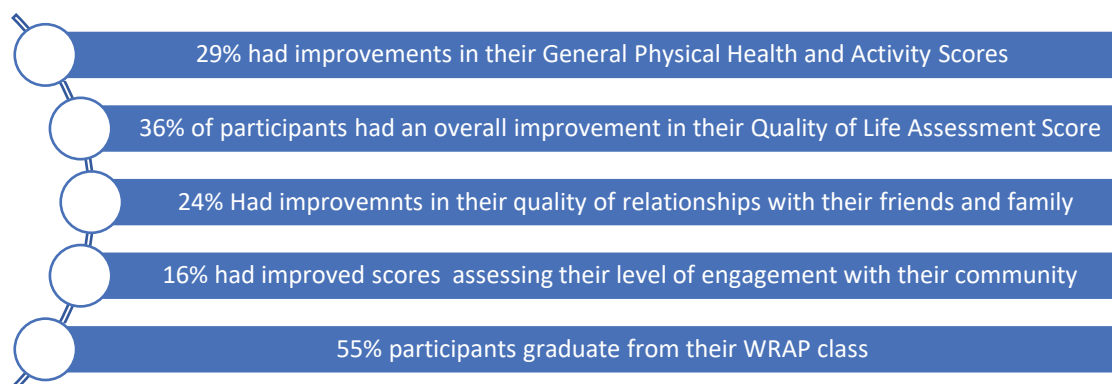 29% had improvements in their General Physical Health and Activity Scores
36% of participants had an overall improvement in their Quality of Life Assessment Score
24% Had improvemnts in their quality of relationships with their friends and family
16% had improved scores  assessing their level of engagement with their community
55% participants graduate from their WRAP class